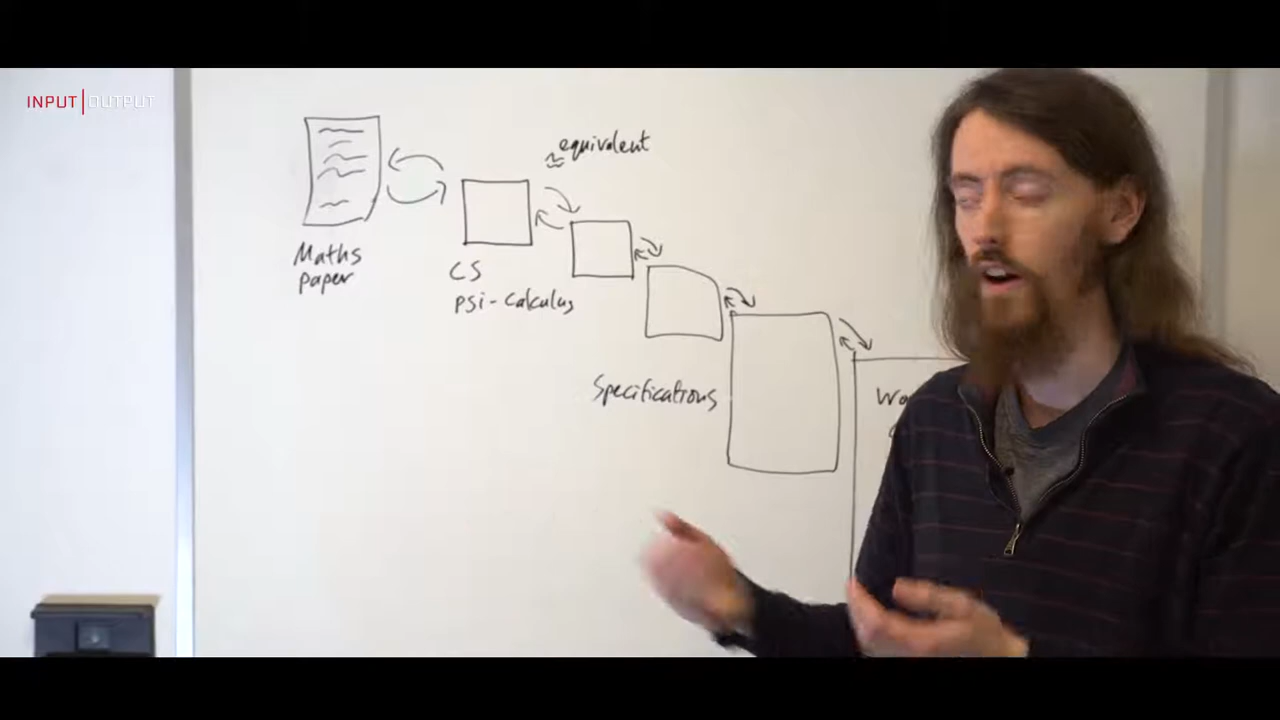 INPUT OUTPUT
≈ equivalent
Maths
paper
CS
psi-calculus
Specifications